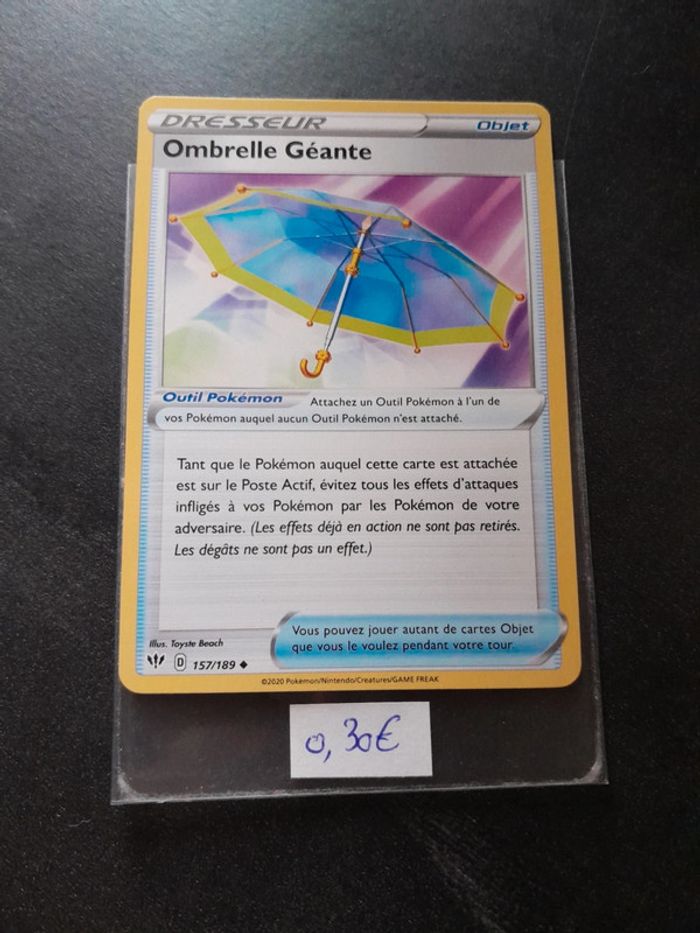 DRESSEUR
Objet
Ombrelle Géante
Outil Pokémon
Attachez un Outil Pokémon à l'un de
vos Pokémon auquel aucun Outil Pokémon n'est attaché.
Tant que le Pokémon auquel cette carte est attachée
est sur le Poste Actif, évitez tous les effets d'attaques
infligés à vos Pokémon par les Pokémon de votre
adversaire. (Les effets déjà en action ne sont pas retirés.
Les dégâts ne sont pas un effet.)
Vous pouvez jouer autant de cartes Objet
que vous le voulez pendant votre tour.
Illus. Toyste Beach
D 157/189
©2020 Pokémon/Nintendo/Creatures/GAME FREAK
0,30€